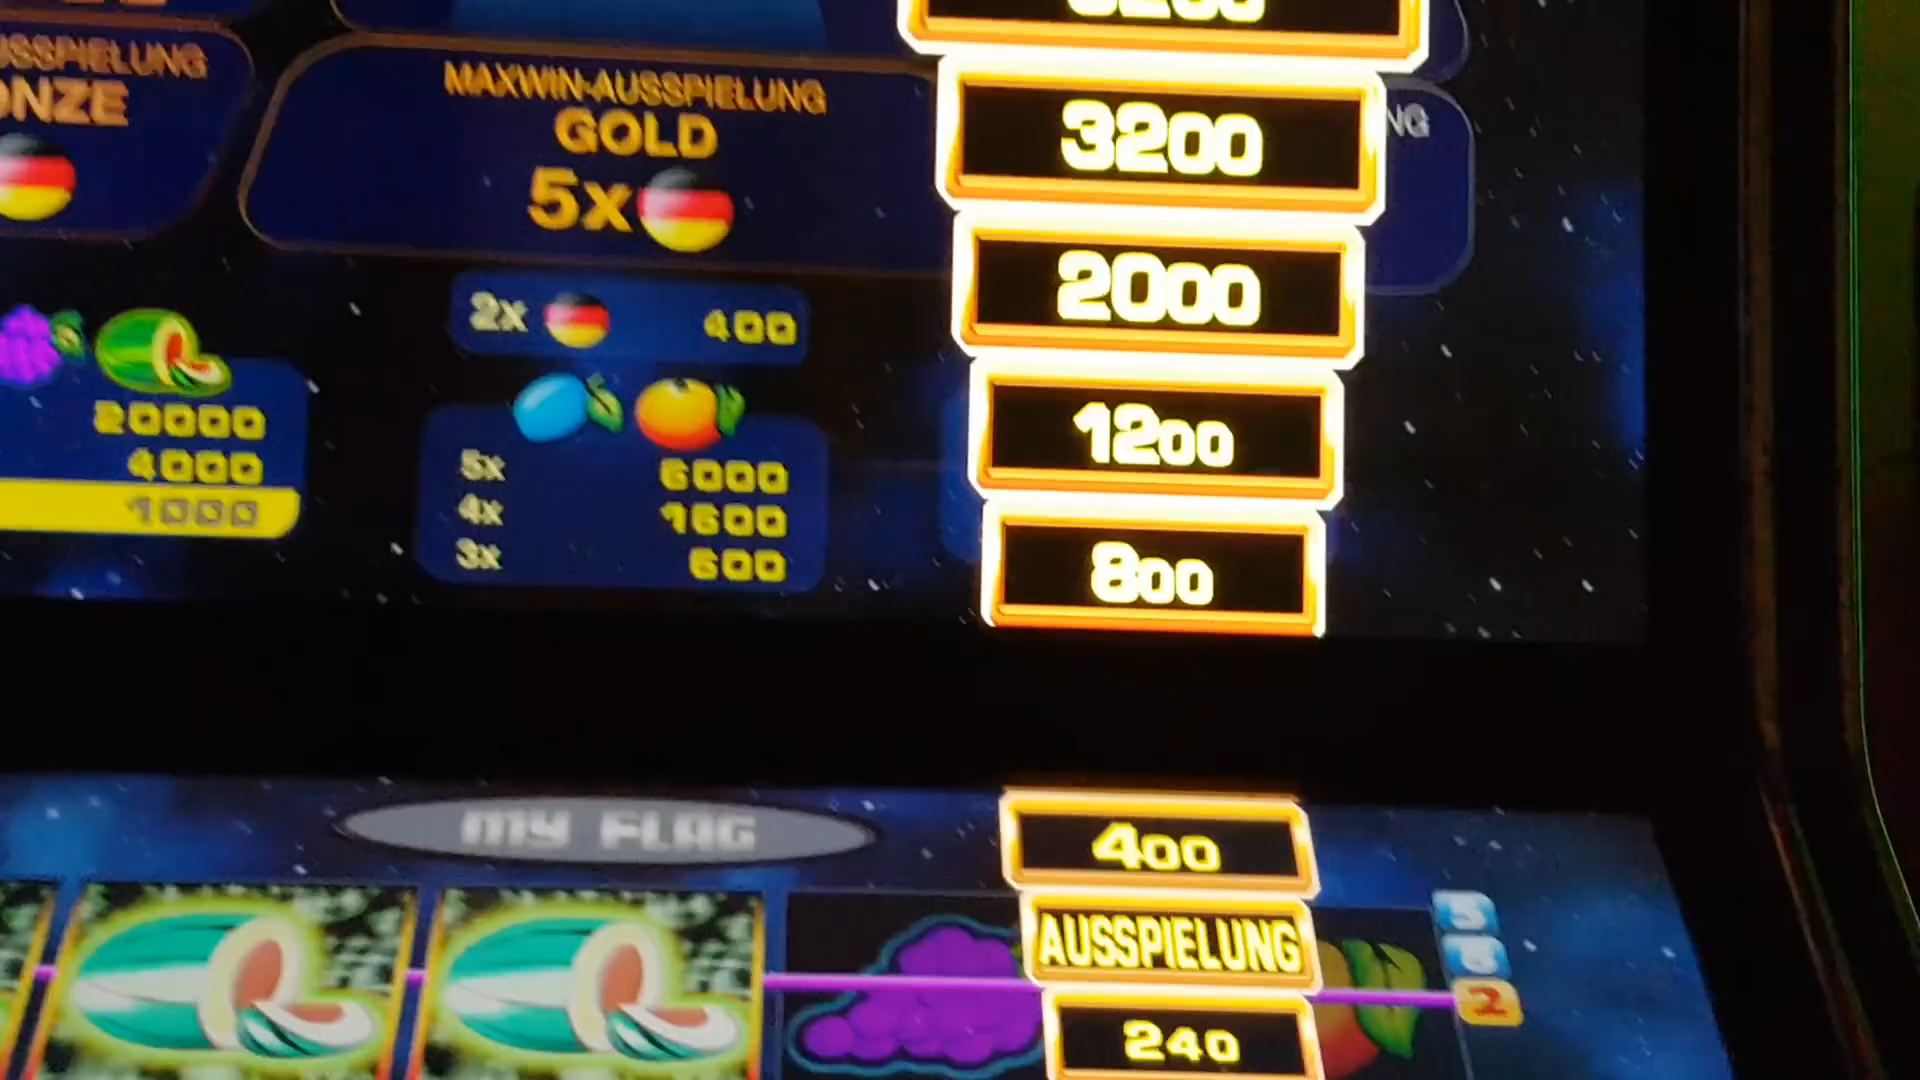 MAXWIN-AUSSPIELUNG
GOLD
5x
2x 400
20000
4000
1000
5x 6000
4x 1600
3x 600
3200
2000
1200
800
MY FLAG
400
AUSSPIELUNG
240
2